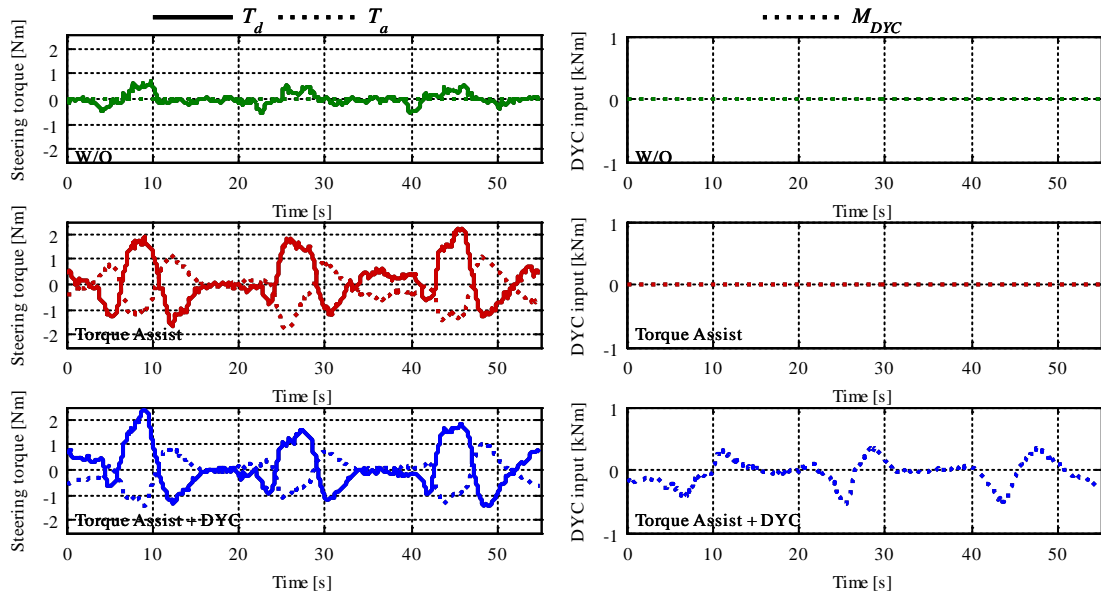 T_d T_a
M_DYC
Steering torque [Nm]
2
1
0
-1
-2
W/O
0 10 20 30 40 50
Time [s]
DYC input [kNm]
1
0
-1
W/O
0 10 20 30 40 50
Time [s]
Steering torque [Nm]
2
1
0
-1
-2
Torque Assist
0 10 20 30 40 50
Time [s]
DYC input [kNm]
1
0
-1
Torque Assist
0 10 20 30 40 50
Time [s]
Steering torque [Nm]
2
1
0
-1
-2
Torque Assist + DYC
0 10 20 30 40 50
Time [s]
DYC input [kNm]
1
0
-1
Torque Assist + DYC
0 10 20 30 40 50
Time [s]